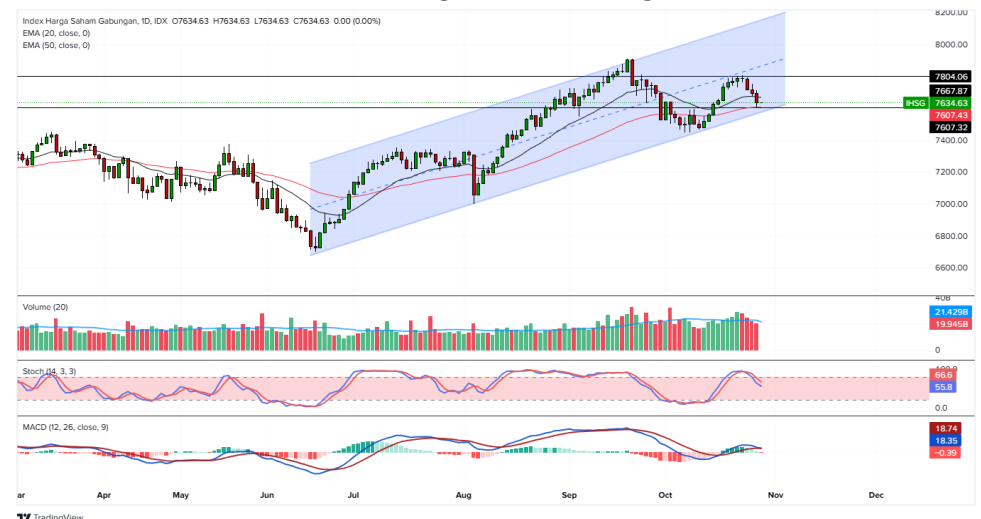 Index Harga Saham Gabungan, 1D, IDX O7634.63 H7634.63 L7634.63 C7634.63 0.00 (0.00%)
EMA (20, close, 0)
EMA (50, close, 0)
8200.00
8000.00
7804.06
7667.87
IHSG 7634.63
7607.43
7607.32
7400.00
7200.00
7000.00
6800.00
6600.00
Volume (20)
40B
21.429B
19.945B
0
Stoch (14, 3, 3)
66.6
55.8
0.0
MACD (12, 26, close, 9)
18.74
18.35
−0.39
ar Apr May Jun Jul Aug Sep Oct Nov Dec
TradingView